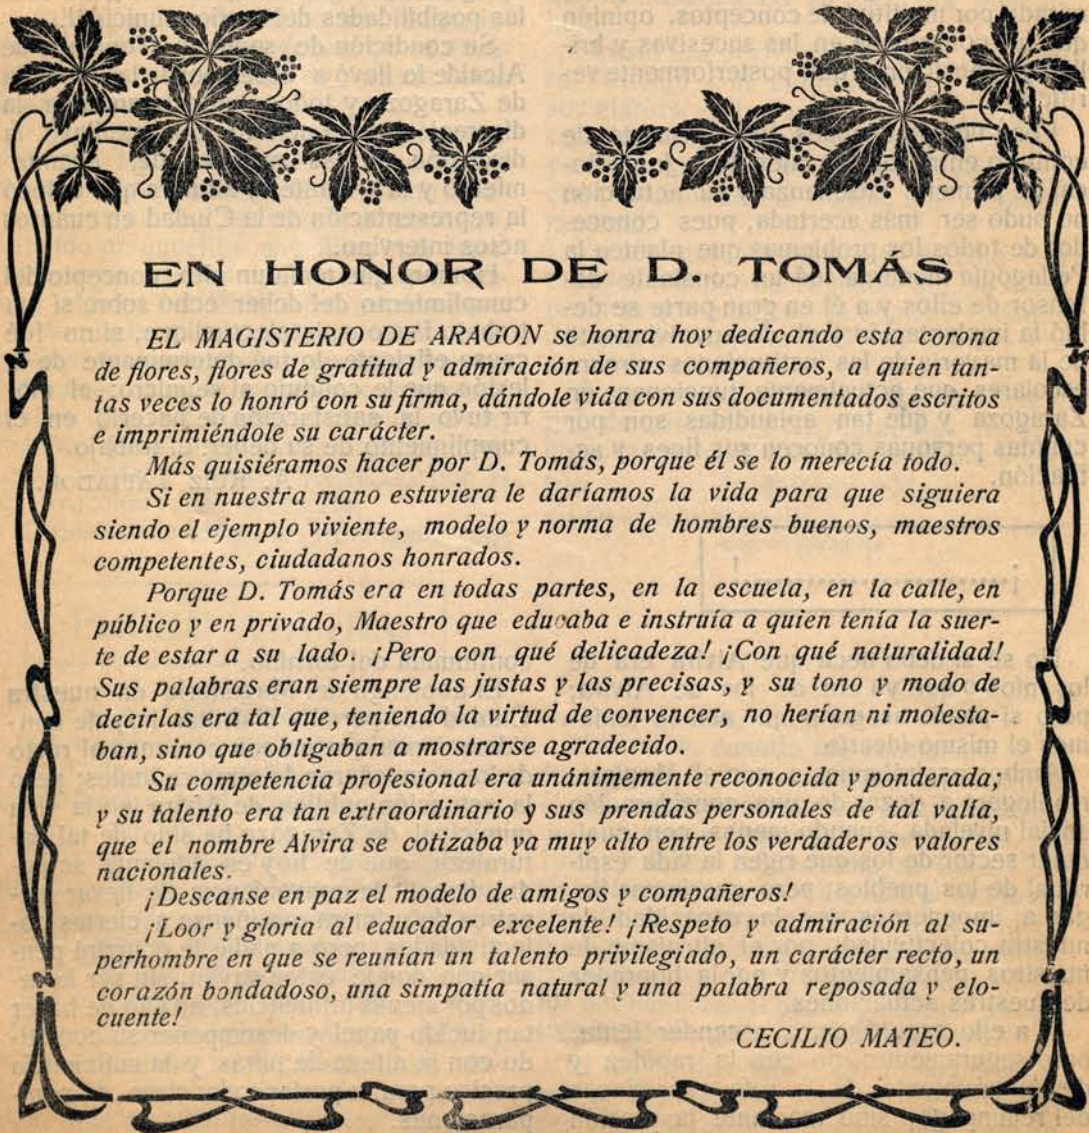 EN HONOR DE D. TOMÁS
EL MAGISTERIO DE ARAGON se honra hoy dedicando esta corona
de flores, flores de gratitud y admiración de sus compañeros, a quien tan-
tas veces lo honró con su firma, dándole vida con sus documentados escritos
e imprimiéndole su carácter.
Más quisiéramos hacer por D. Tomás, porque él se lo merecía todo.
Si en nuestra mano estuviera le daríamos la vida para que siguiera
siendo el ejemplo viviente, modelo y norma de hombres buenos, maestros
competentes, ciudadanos honrados.
Porque D. Tomás era en todas partes, en la escuela, en la calle, en
público y en privado, Maestro que educaba e instruía a quien tenía la suer-
te de estar a su lado. ¡Pero con qué delicadeza! ¡Con qué naturalidad!
Sus palabras eran siempre las justas y las precisas, y su tono y modo de
decirlas era tal que, teniendo la virtud de convencer, no herían ni molesta-
ban, sino que obligaban a mostrarse agradecido.
Su competencia profesional era unánimemente reconocida y ponderada;
y su talento era tan extraordinario y sus prendas personales de tal valía,
que el nombre Alvira se cotizaba ya muy alto entre los verdaderos valores
nacionales.
¡Descanse en paz el modelo de amigos y compañeros!
¡Loor y gloria al educador excelente! ¡Respeto y admiración al su-
perhombre en que se reunían un talento privilegiado, un carácter recto, un
corazón bondadoso, una simpatía natural y una palabra reposada y elo-
cuente!
CECILIO MATEO.